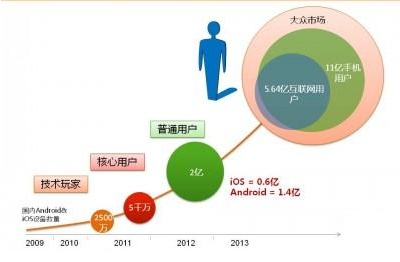 大众市场
11亿手机
用户
5.64亿互联网用
户
普通用户
核心用户
2亿
技术玩家
iOS = 0.6亿
Android = 1.4亿
5千万
国内Android&
iOS设备数量
2500
万
2009 2010 2011 2012 2013